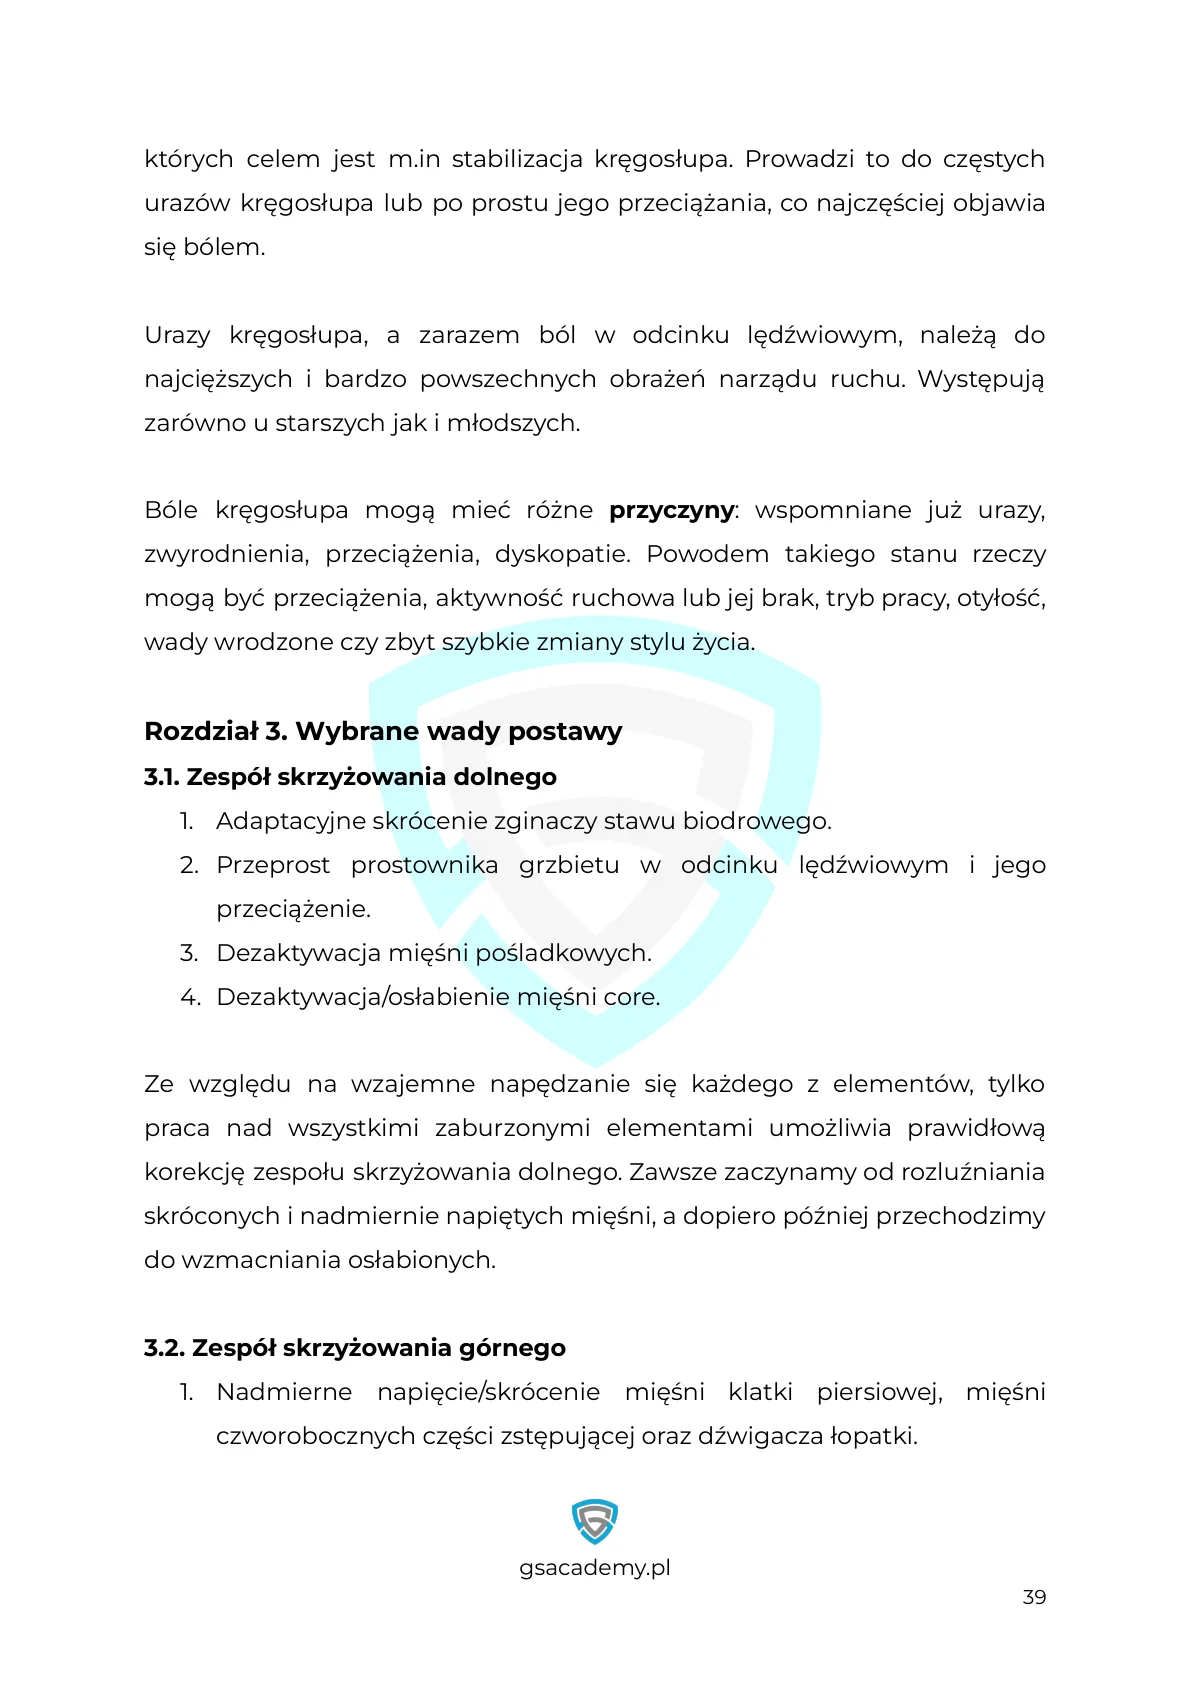 których celem jest m.in stabilizacja kręgosłupa. Prowadzi to do częstych
urazów kręgosłupa lub po prostu jego przeciążania, co najczęściej objawia
się bólem.
Urazy kręgosłupa, a zarazem ból w odcinku lędźwiowym, należą do
najcięższych i bardzo powszechnych obrażeń narządu ruchu. Występują
zarówno u starszych jak i młodszych.
Bóle kręgosłupa mogą mieć różne przyczyny: wspomniane już urazy,
zwyrodnienia, przeciążenia, dyskopatie. Powodem takiego stanu rzeczy
mogą być przeciążenia, aktywność ruchowa lub jej brak, tryb pracy, otyłość,
wady wrodzone czy zbyt szybkie zmiany stylu życia.
Rozdział 3. Wybrane wady postawy
3.1. Zespół skrzyżowania dolnego
1. Adaptacyjne skrócenie zginaczy stawu biodrowego.
2. Przeprost prostownika grzbietu w odcinku lędźwiowym i jego
przeciążenie.
3. Dezaktywacja mięśni pośladkowych.
4. Dezaktywacja/osłabienie mięśni core.
Ze względu na wzajemne napędzanie się każdego z elementów, tylko
praca nad wszystkimi zaburzonymi elementami umożliwia prawidłową
korekcję zespołu skrzyżowania dolnego. Zawsze zaczynamy od rozluźniania
skróconych i nadmiernie napiętych mięśni, a dopiero później przechodzimy
do wzmacniania osłabionych.
3.2. Zespół skrzyżowania górnego
1. Nadmierne napięcie/skrócenie mięśni klatki piersiowej, mięśni
czworobocznych części zstępującej oraz dźwigacza łopatki.
gsacademy.pl
39